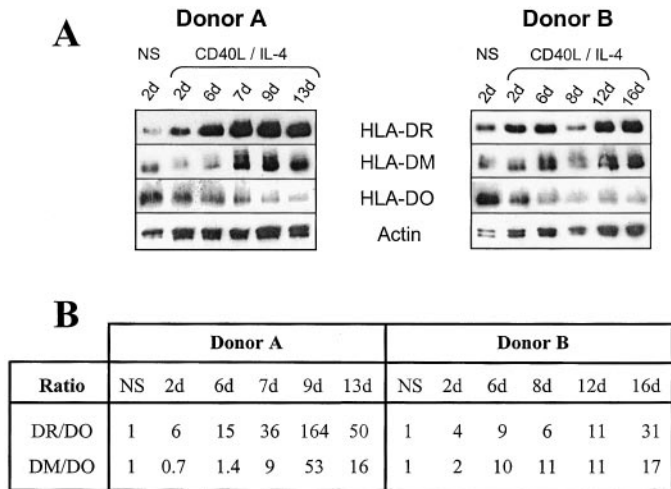 A
Donor A
Donor B
NS CD40L / IL-4
NS CD40L / IL-4
2d 2d 6d 7d 9d 13d
2d 2d 6d 8d 12d 16d
HLA-DR
HLA-DM
HLA-DO
Actin
B
Donor A Donor B
Ratio NS 2d 6d 7d 9d 13d NS 2d 6d 8d 12d 16d
DR/DO 1 6 15 36 164 50 1 4 9 6 11 31
DM/DO 1 0.7 1.4 9 53 16 1 2 10 11 11 17